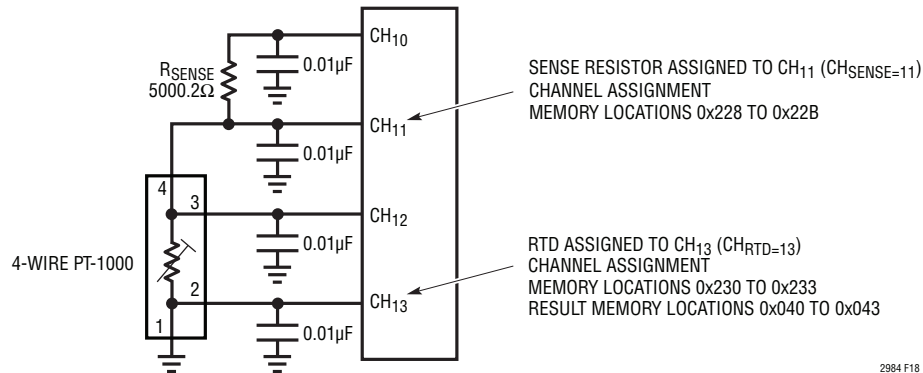 CH10
0.01µF
RSENSE
5000.2Ω
SENSE RESISTOR ASSIGNED TO CH11 (CHSENSE=11)
CHANNEL ASSIGNMENT
MEMORY LOCATIONS 0x228 TO 0x22B
CH11
0.01µF
4
3
CH12
0.01µF
4-WIRE PT-1000
2
1
CH13
0.01µF
RTD ASSIGNED TO CH13 (CHRTD=13)
CHANNEL ASSIGNMENT
MEMORY LOCATIONS 0x230 TO 0x233
RESULT MEMORY LOCATIONS 0x040 TO 0x043
2984 F18